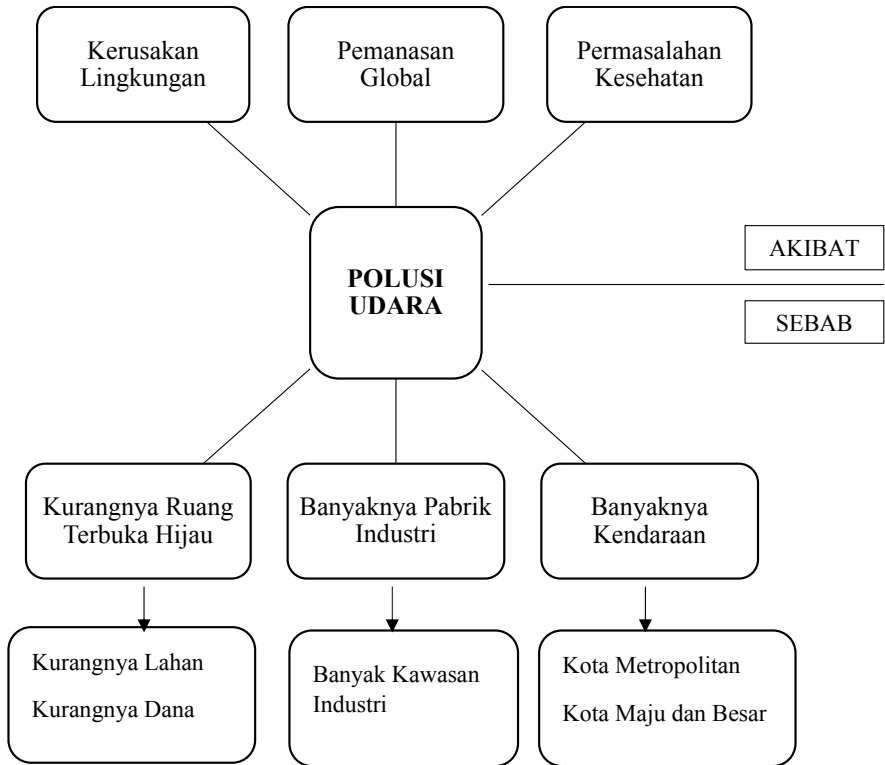 Kerusakan
Lingkungan
Pemanasan
Global
Permasalahan
Kesehatan
POLUSI
UDARA
AKIBAT
SEBAB
Kurangnya Ruang
Terbuka Hijau
Banyaknya Pabrik
Industri
Banyaknya
Kendaraan
Kurangnya Lahan
Kurangnya Dana
Banyak Kawasan
Industri
Kota Metropolitan
Kota Maju dan Besar